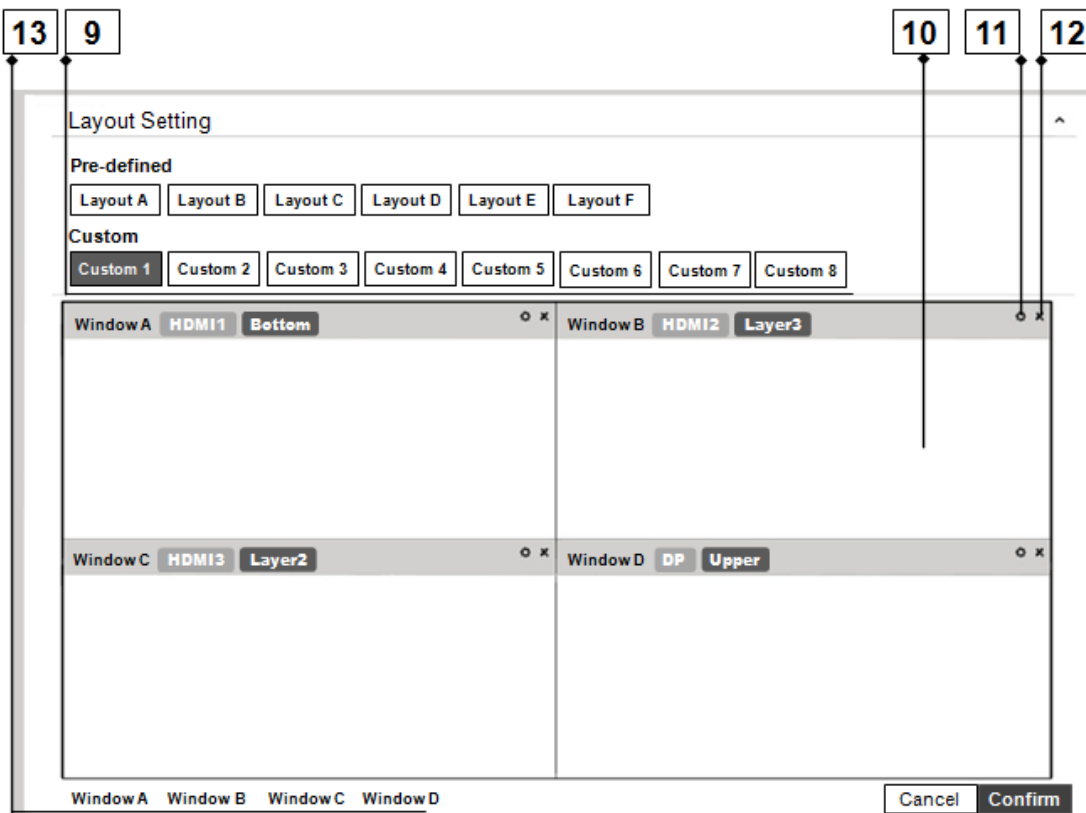 13 9 10 11 12
Layout Setting
Pre-defined
Layout A Layout B Layout C Layout D Layout E Layout F
Custom
Custom 1 Custom 2 Custom 3 Custom 4 Custom 5 Custom 6 Custom 7 Custom 8
Window A HDMI1 Bottom
Window B HDMI2 Layer3
Window C HDMI3 Layer2
Window D DP Upper
Window A Window B Window C Window D
Cancel Confirm